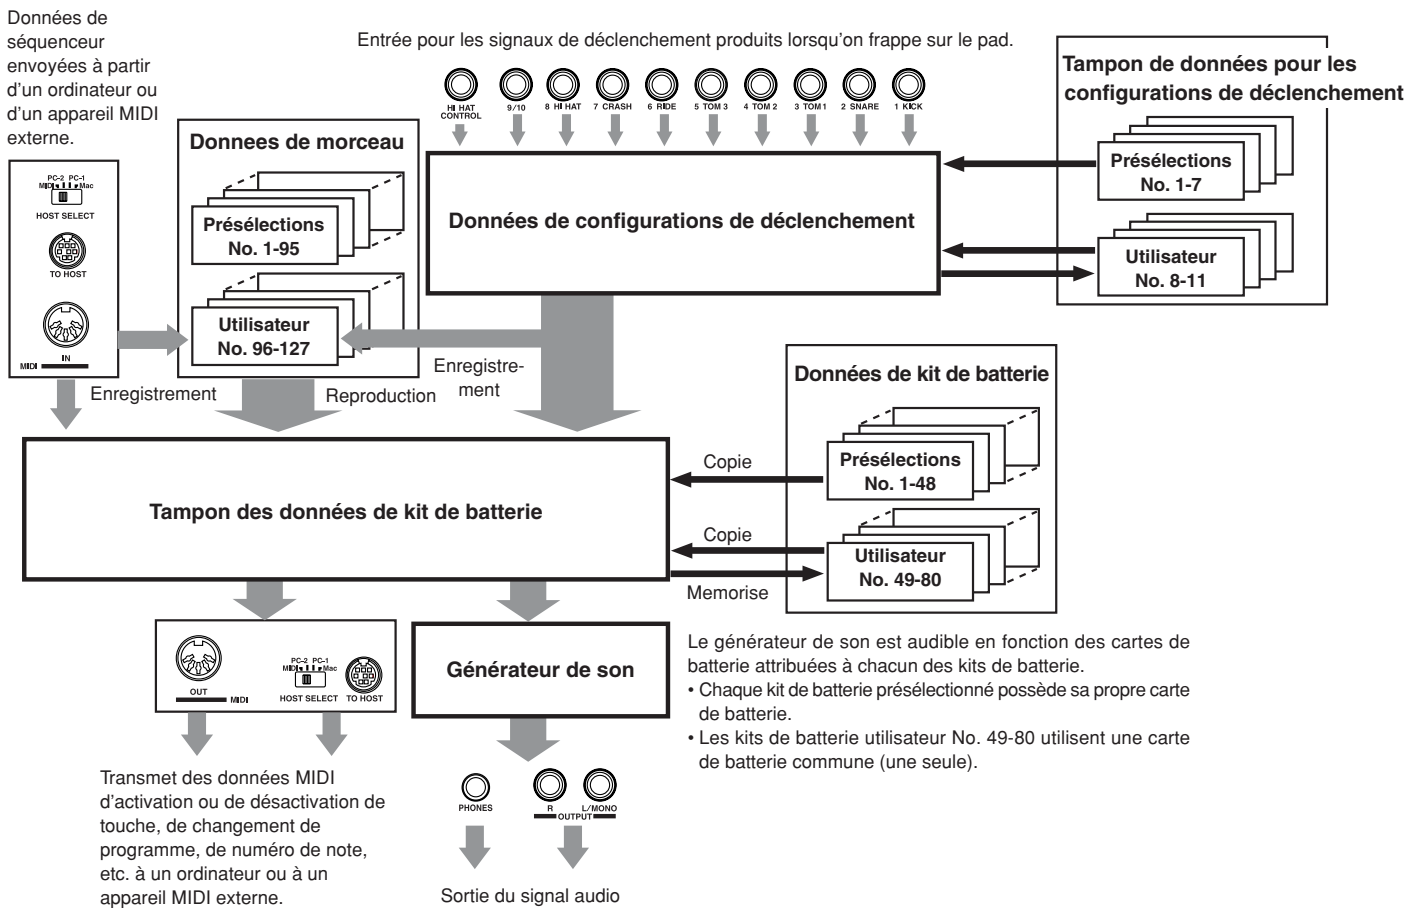 Données de
séquenceur
envoyées à partir
d'un ordinateur ou
d'un appareil MIDI
externe.
Entrée pour les signaux de déclenchement produits lorsqu'on frappe sur le pad.
HI HAT
CONTROL
9/10
8 HI HAT
7 CRASH
6 RIDE
5 TOM 3
4 TOM 2
3 TOM 1
2 SNARE
1 KICK
Tampon de données pour les
configurations de déclenchement
Présélections
No. 1-7
Utilisateur
No. 8-11
Donnees de morceau
Présélections
No. 1-95
Utilisateur
No. 96-127
Données de configurations de déclenchement
PC-2 PC-1
MIDI Mac
HOST SELECT
TO HOST
IN
MIDI
Enregistrement
Reproduction
Enregistre-
ment
Données de kit de batterie
Présélections
No. 1-48
Utilisateur
No. 49-80
Copie
Copie
Memorise
Tampon des données de kit de batterie
OUT
MIDI
PC-2 PC-1
MIDI Mac
HOST SELECT
TO HOST
Générateur de son
Le générateur de son est audible en fonction des cartes de
batterie attribuées à chacun des kits de batterie.
• Chaque kit de batterie présélectionné possède sa propre carte
de batterie.
• Les kits de batterie utilisateur No. 49-80 utilisent une carte
de batterie commune (une seule).
Transmet des données MIDI
d'activation ou de désactivation de
touche, de changement de
programme, de numéro de note,
etc. à un ordinateur ou à un
appareil MIDI externe.
PHONES
R
L/MONO
OUTPUT
Sortie du signal audio